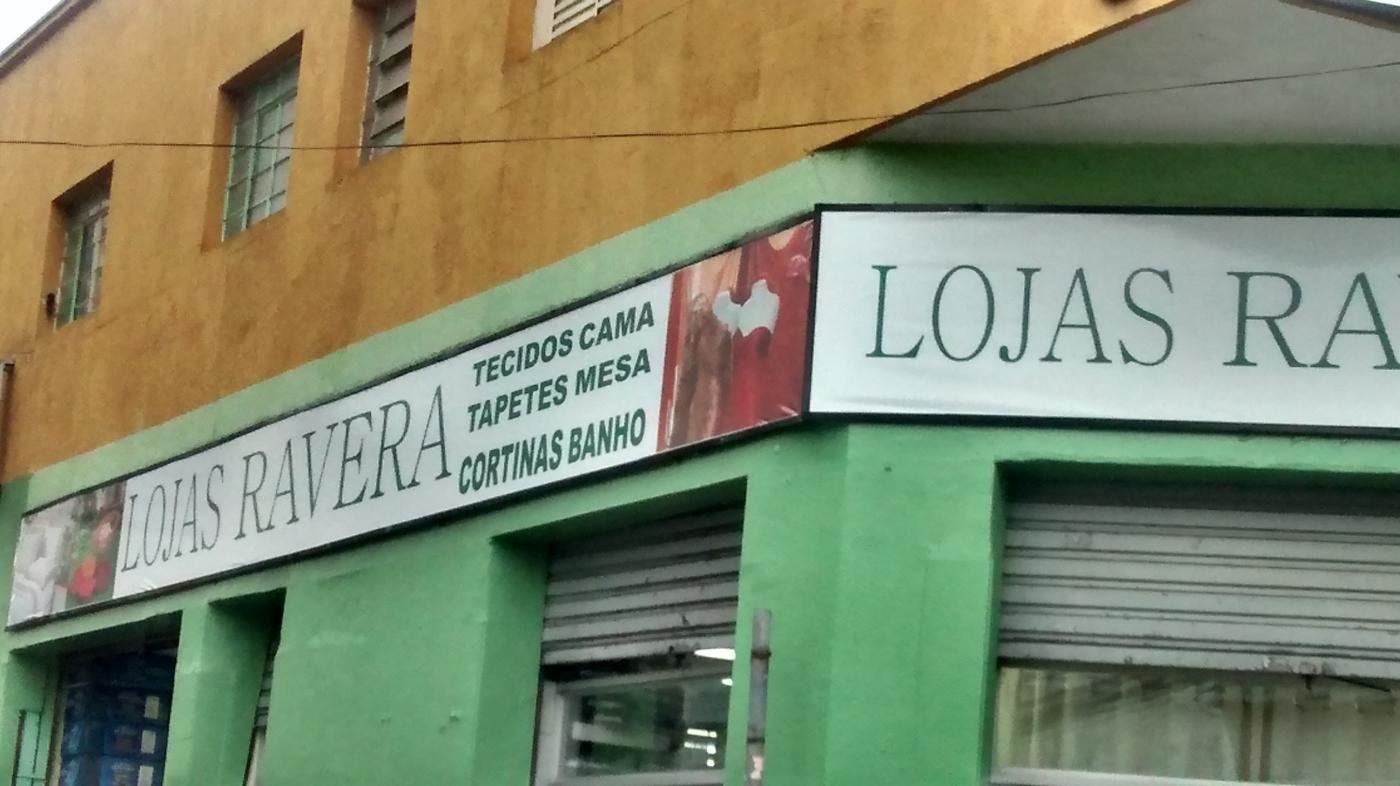 LOJAS RAVERA
TECIDOS CAMA
TAPETES MESA
CORTINAS BANHO
LOJAS RA